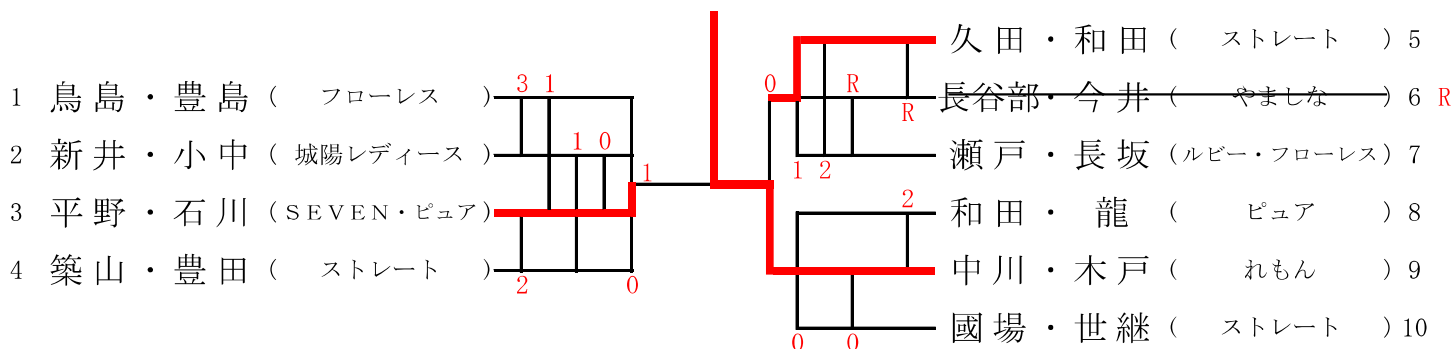 1 鳥島・豊島 ( フローレス )
2 新井・小中 ( 城陽レディース )
3 平野・石川 (SEVEN・ピュア)
4 築山・豊田 ( ストレート )
3 1
1 0
1
2 0
0
R
R
1 2
2
0 0
久田・和田 ( ストレート ) 5
長谷部・今井 ( やましな ) 6 R
瀬戸・長坂 (ルビー・フローレス) 7
和田・龍 ( ピュア ) 8
中川・木戸 ( れもん ) 9
國場・世継 ( ストレート ) 10